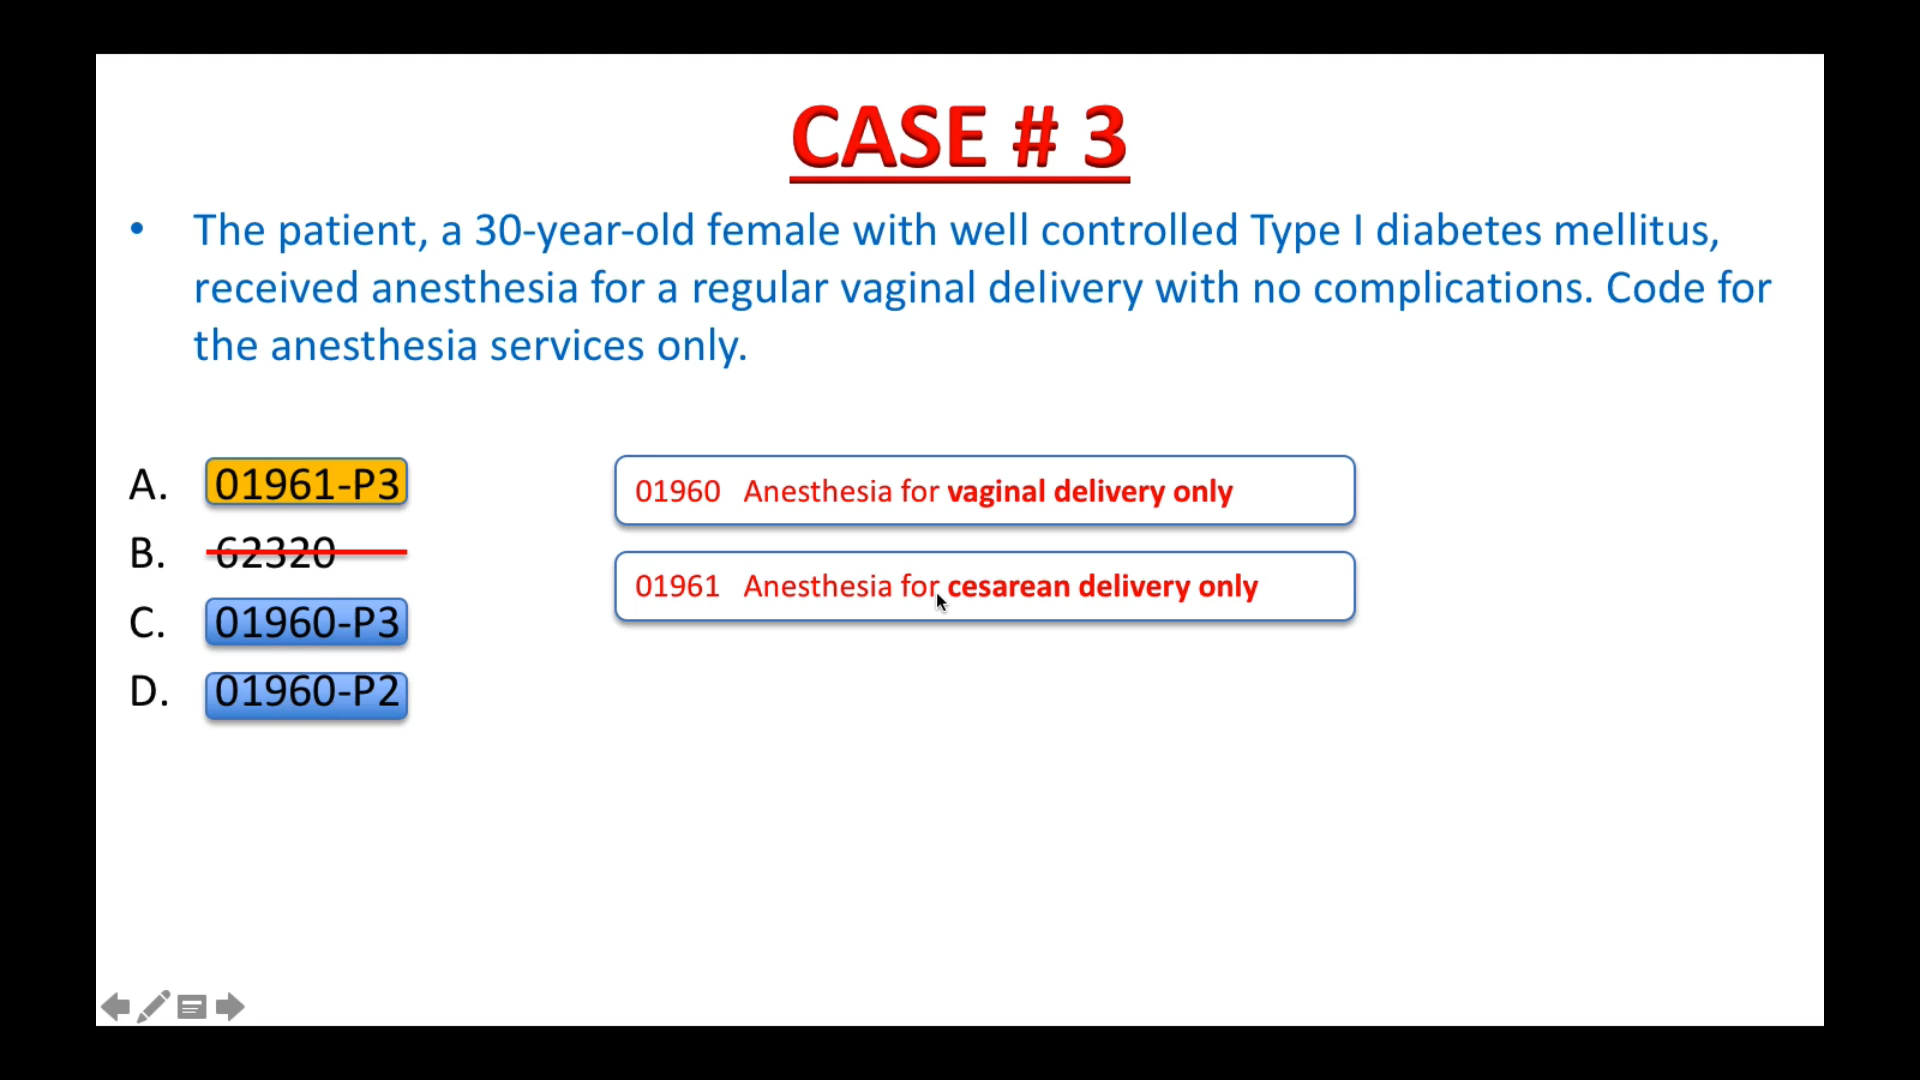 CASE # 3
• The patient, a 30-year-old female with well controlled Type I diabetes mellitus,
received anesthesia for a regular vaginal delivery with no complications. Code for
the anesthesia services only.
A. 01961-P3
B. 62320
C. 01960-P3
D. 01960-P2
01960 Anesthesia for vaginal delivery only
01961 Anesthesia for cesarean delivery only